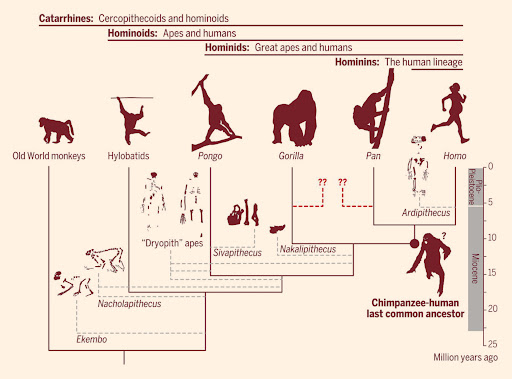 Catarrhines: Cercopithecoids and hominoids
Hominoids: Apes and humans
Hominids: Great apes and humans
Hominins: The human lineage
Old World monkeys
Hylobatids
Pongo
Gorilla
Pan
Homo
?? ??
Ardipithecus
"Dryopith" apes
Sivapithecus
Nakalipithecus
?
Nacholapithecus
Chimpanzee-human
last common ancestor
Ekembo
0
5
10
15
20
25
Plio-
Pleistocene
Miocene
Million years ago